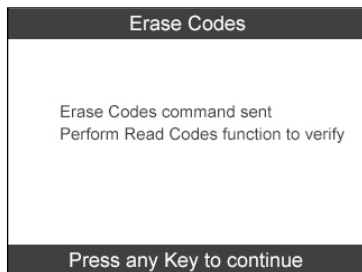 Erase Codes
Erase Codes command sent
Perform Read Codes function to verify
Press any Key to continue